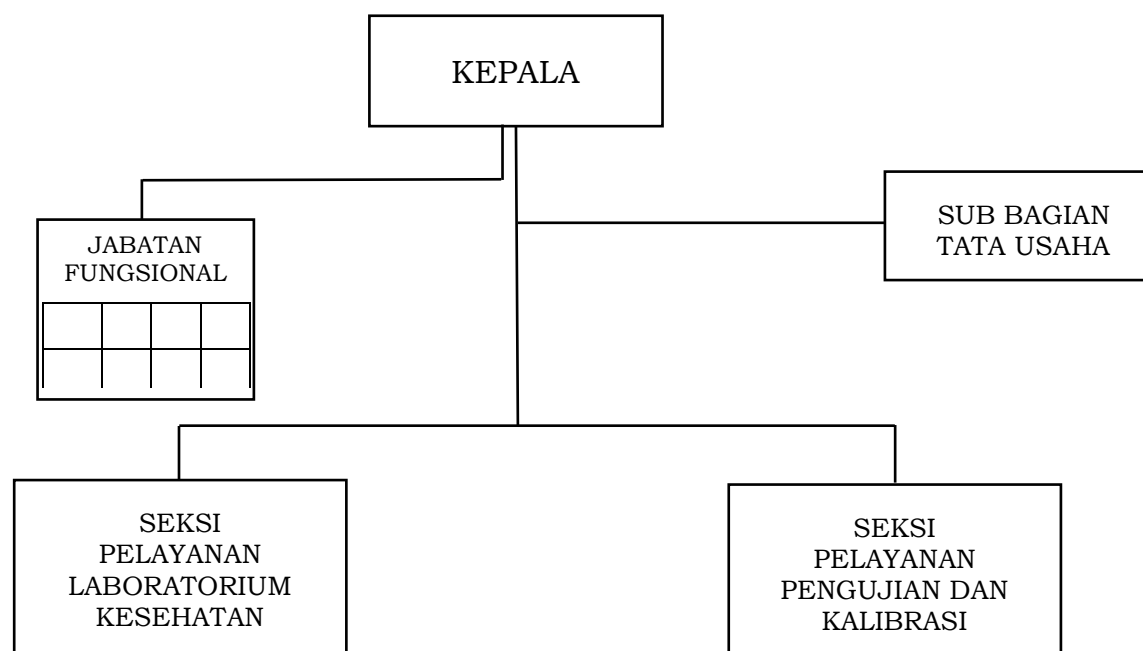 KEPALA
SUB BAGIAN
TATA USAHA
JABATAN
FUNGSIONAL
SEKSI
PELAYANAN
LABORATORIUM
KESEHATAN
SEKSI
PELAYANAN
PENGUJIAN DAN
KALIBRASI